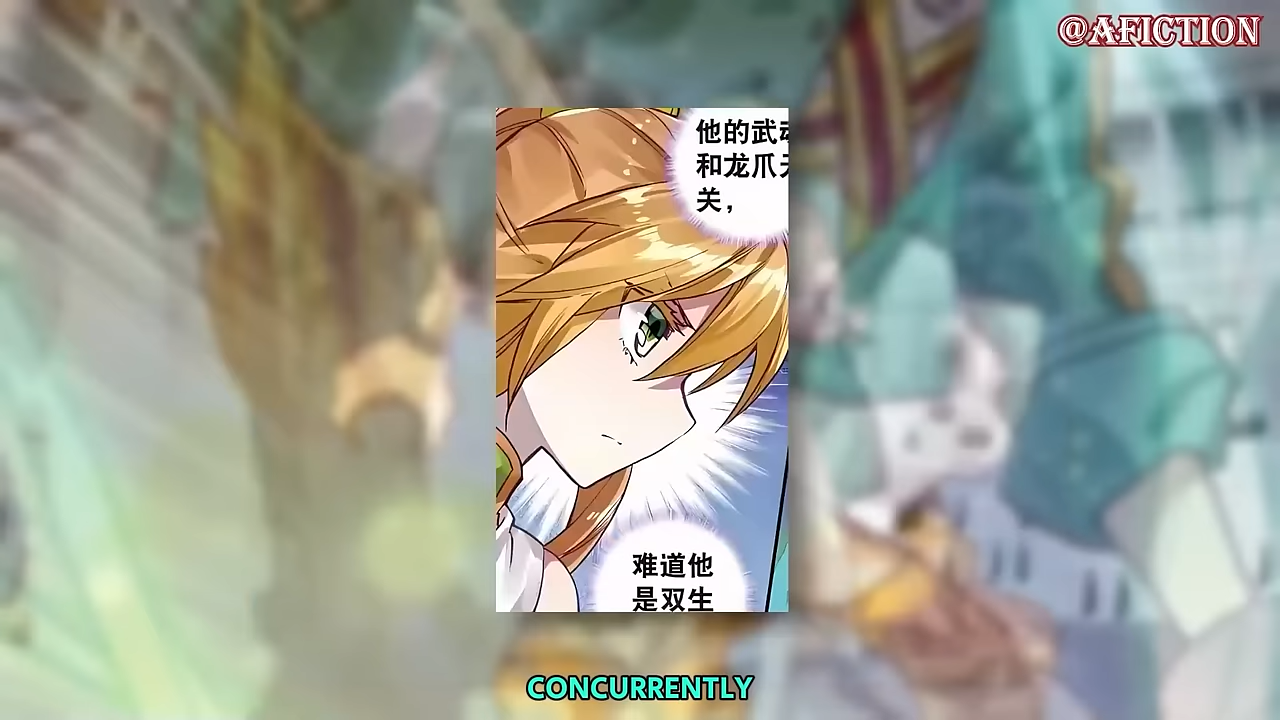 @AFICTION
他的武
和龙爪
关，
难道他
是双生
CONCURRENTLY